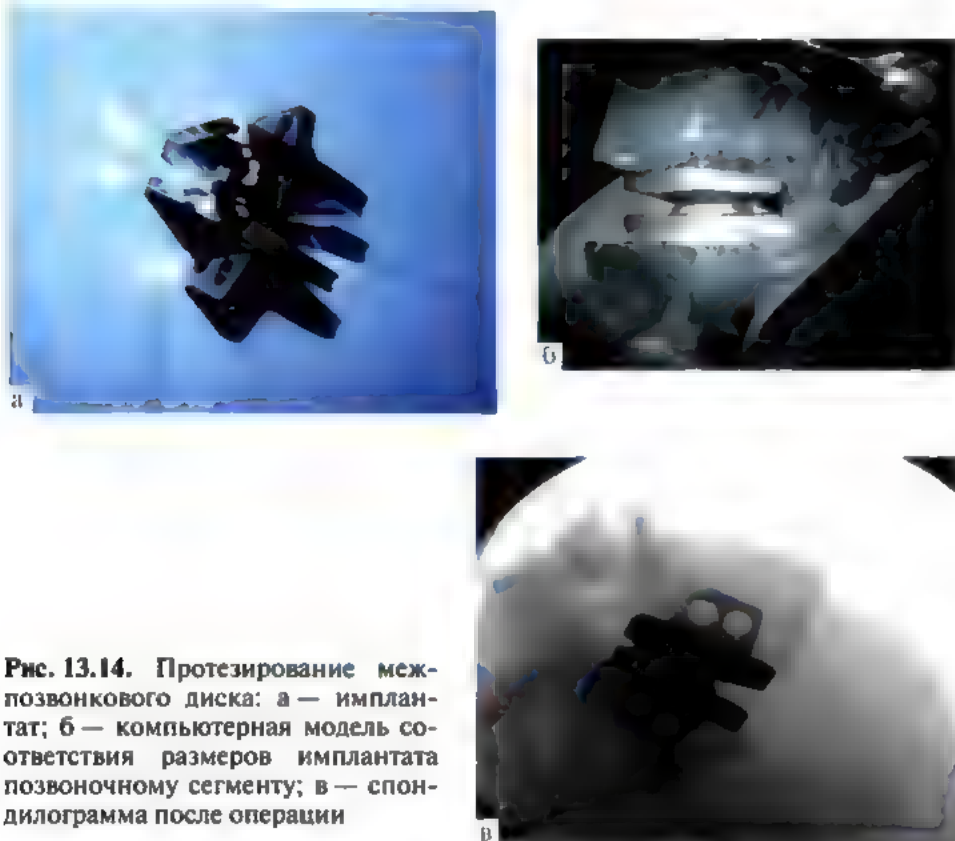 а
б
в
Рис. 13.14. Протезирование меж-
позвонкового диска: а — имплан-
тат; б — компьютерная модель со-
ответствия размеров имплантата
позвоночному сегменту; в — спон-
дилограмма после операции